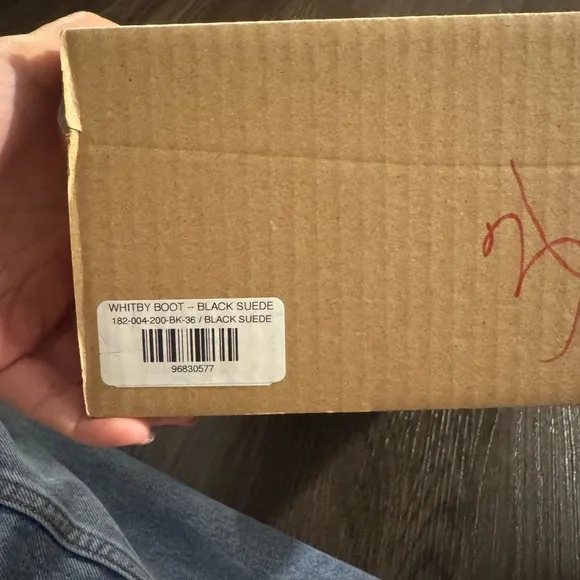 WHITBY BOOT -- BLACK SUEDE
182-004-200-BK-36 / BLACK SUEDE
96830577